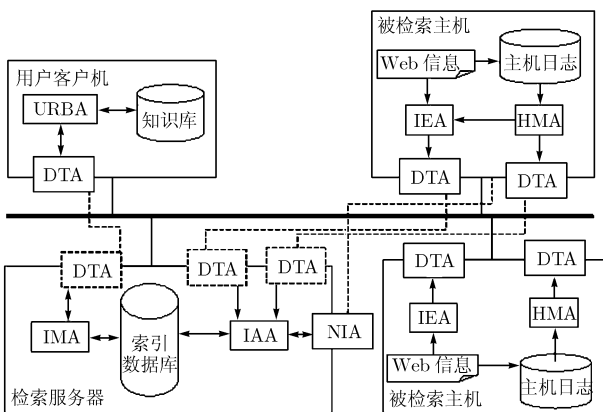 被检索主机
Web 信息
主机日志
用户客户机
URBA
知识库
IEA
HMA
DTA
DTA
DTA
DTA
DTA
DTA
DTA
DTA
IMA
索引
数据库
IAA
NIA
IEA
HMA
Web 信息
主机日志
检索服务器
被检索主机